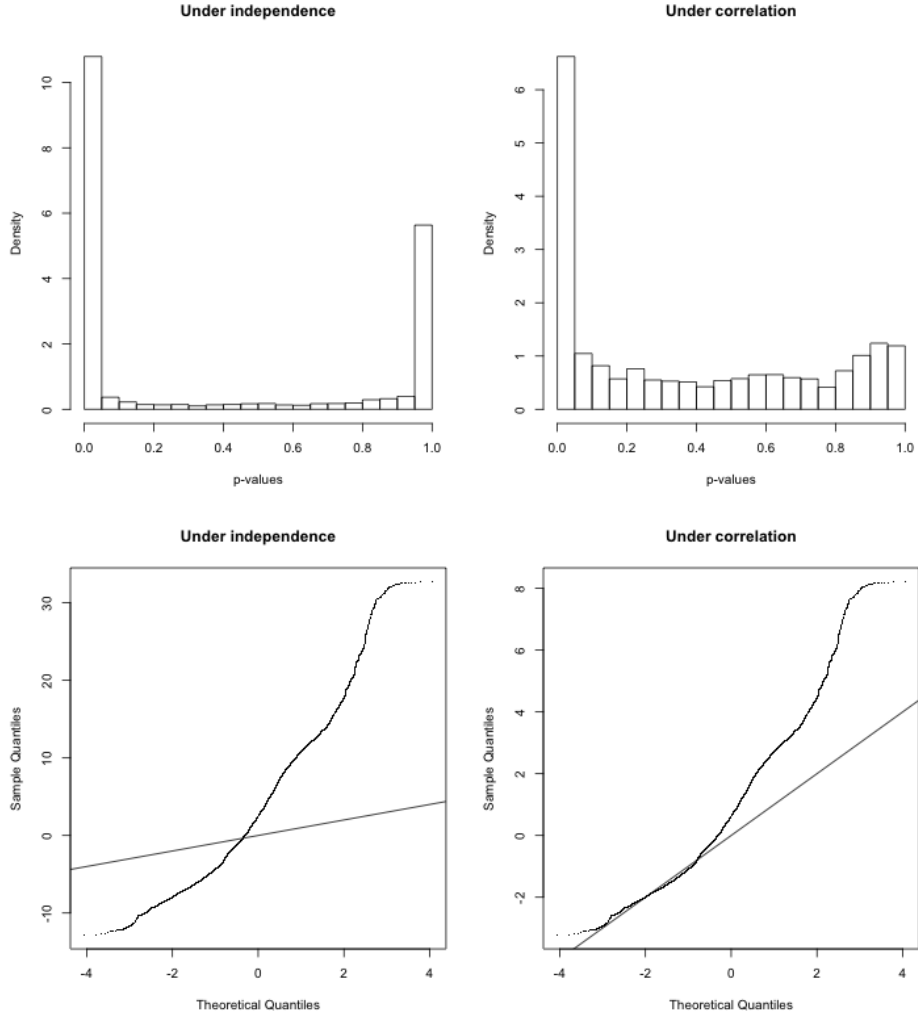 Under independence
Under correlation
Density
10
8
6
4
2
0
0.0 0.2 0.4 0.6 0.8 1.0
p-values
Density
6
5
4
3
2
1
0
0.0 0.2 0.4 0.6 0.8 1.0
p-values
Under independence
Under correlation
Sample Quantiles
30
20
10
0
-10
-4 -2 0 2 4
Theoretical Quantiles
Sample Quantiles
8
6
4
2
0
-2
-4 -2 0 2 4
Theoretical Quantiles